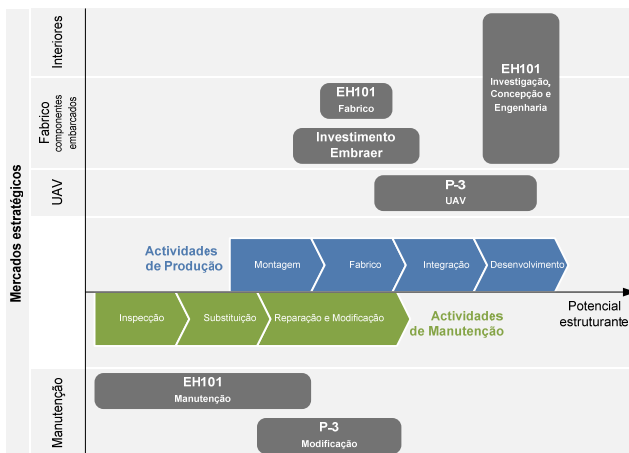 Mercados estratégicos
Interiores
EH101
Investigação,
Concepção e
Engenharia
Fabrico
componentes
embarcados
EH101
Fabrico
Investimento
Embraer
UAV
P-3
UAV
Actividades
de Produção
Montagem
Fabrico
Integração
Desenvolvimento
Potencial
estruturante
Inspecção
Substituição
Reparação e Modificação
Actividades
de Manutenção
Manutenção
EH101
Manutenção
P-3
Modificação